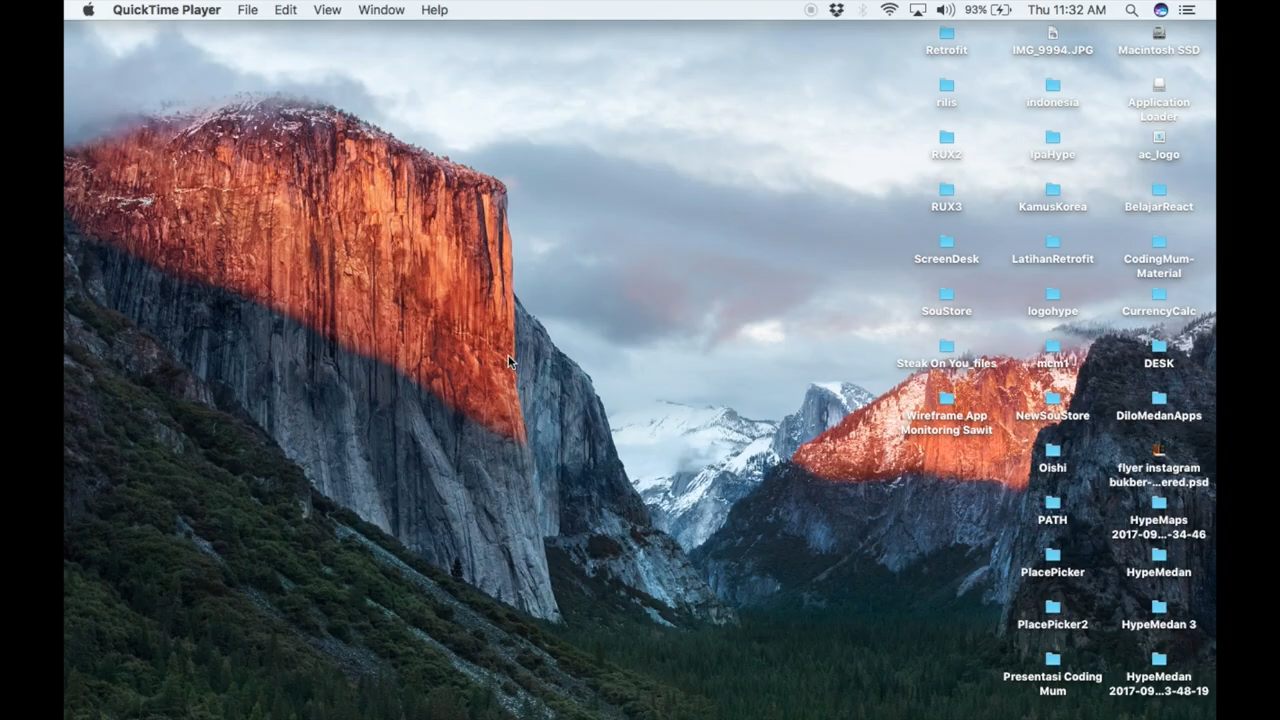 QuickTime Player File Edit View Window Help 93% Thu 11:32 AM
Retrofit
IMG_9994.JPG
Macintosh SSD
rilis
indonesia
Application
Loader
RUX2
ipaHype
ac_logo
RUX3
KamusKorea
BelajarReact
ScreenDesk
LatihanRetrofit
CodingMum-
Material
SouStore
logohype
CurrencyCalc
Steak On You_files
mcm1
DESK
Wireframe App
Monitoring Sawit
NewSouStore
DiloMedanApps
Oishi
flyer instagram
bukber-...ered.psd
PATH
HypeMaps
2017-09...-34-46
PlacePicker
HypeMedan
PlacePicker2
HypeMedan 3
Presentasi Coding
Mum
HypeMedan
2017-09...3-48-19